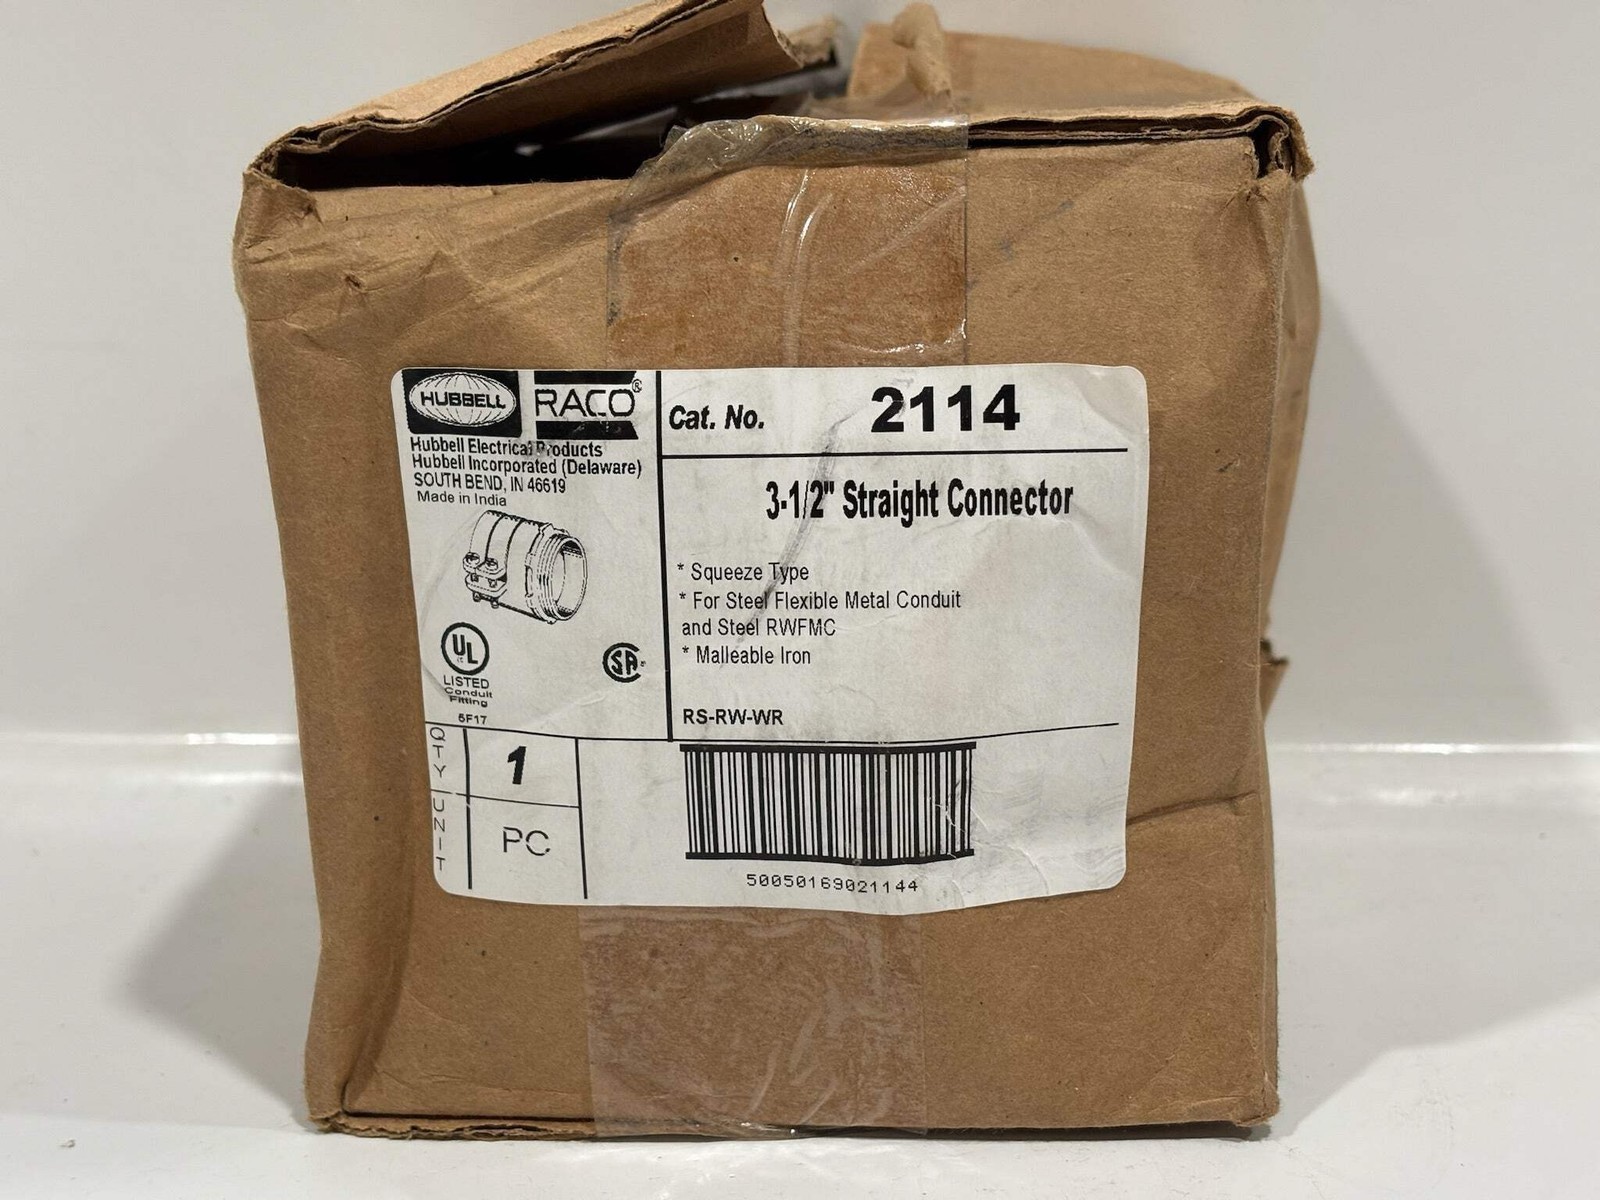 HUBBELL
RACO®
Hubbell Electrical Products
Hubbell Incorporated (Delaware)
SOUTH BEND, IN 46619
Made in India
UL
LISTED
Conduit
Fitting
5F17
SA
Cat. No. 2114
3-1/2" Straight Connector
* Squeeze Type
* For Steel Flexible Metal Conduit
and Steel RWFMC
* Malleable Iron
RS-RW-WR
QTY 1
UNIT PC
50050169021144